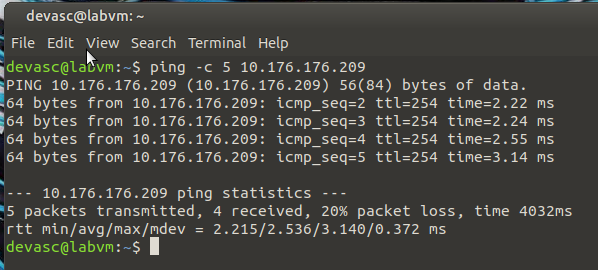 devasc@labvm: ~
File Edit View Search Terminal Help
devasc@labvm:~$ ping -c 5 10.176.176.209
PING 10.176.176.209 (10.176.176.209) 56(84) bytes of data.
64 bytes from 10.176.176.209: icmp_seq=2 ttl=254 time=2.22 ms
64 bytes from 10.176.176.209: icmp_seq=3 ttl=254 time=2.24 ms
64 bytes from 10.176.176.209: icmp_seq=4 ttl=254 time=2.55 ms
64 bytes from 10.176.176.209: icmp_seq=5 ttl=254 time=3.14 ms
--- 10.176.176.209 ping statistics ---
5 packets transmitted, 4 received, 20% packet loss, time 4032ms
rtt min/avg/max/mdev = 2.215/2.536/3.140/0.372 ms
devasc@labvm:~$